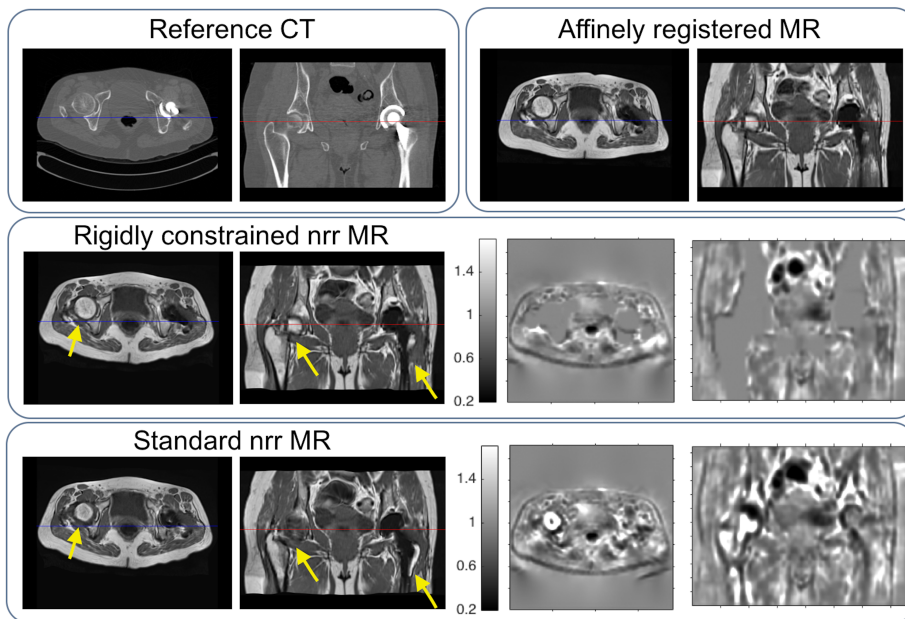 Reference CT
Affinely registered MR
Rigidly constrained nrr MR
1.4
1
0.6
0.2
Standard nrr MR
1.4
1
0.6
0.2